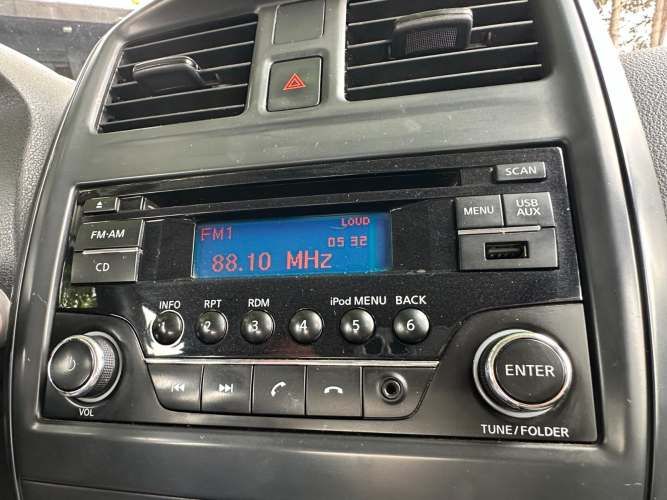 SCAN
FM·AM
CD
LOUD
FM1
05 32
88.10 MHz
MENU
USB
AUX
INFO
RPT
RDM
iPod MENU
BACK
1
2
3
4
5
6
VOL
ENTER
TUNE/FOLDER